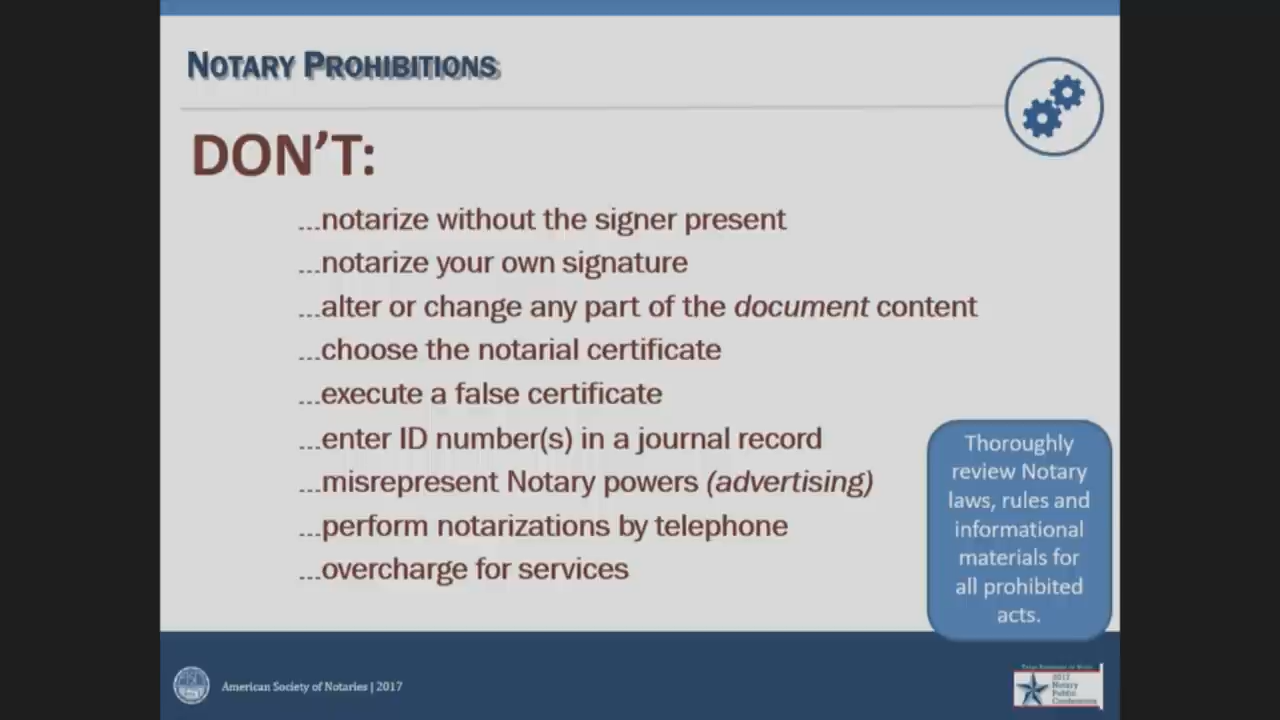 NOTARY PROHIBITIONS
DON'T:
...notarize without the signer present
...notarize your own signature
...alter or change any part of the document content
...choose the notarial certificate
...execute a false certificate
...enter ID number(s) in a journal record
...misrepresent Notary powers (advertising)
...perform notarizations by telephone
...overcharge for services
Thoroughly
review Notary
laws, rules and
informational
materials for
all prohibited
acts.
American Society of Notaries | 2017
2017
Notary
Public
Conference